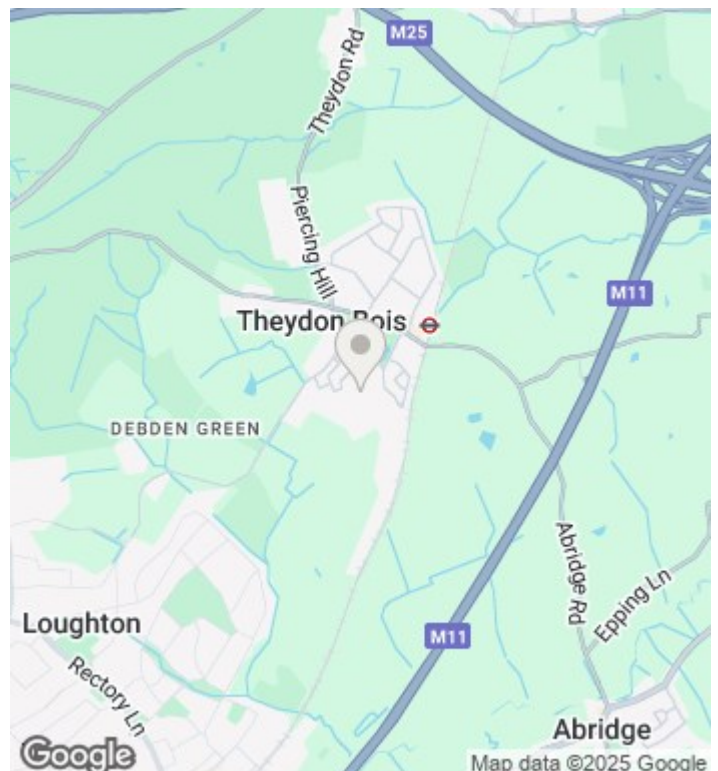 M25
Theydon Rd
Piercing Hill
M11
Theydon Bois
DEBDEN GREEN
Abridge Rd
Epping Ln
Loughton
M11
Rectory Ln
Abridge
Google
Map data ©2025 Google